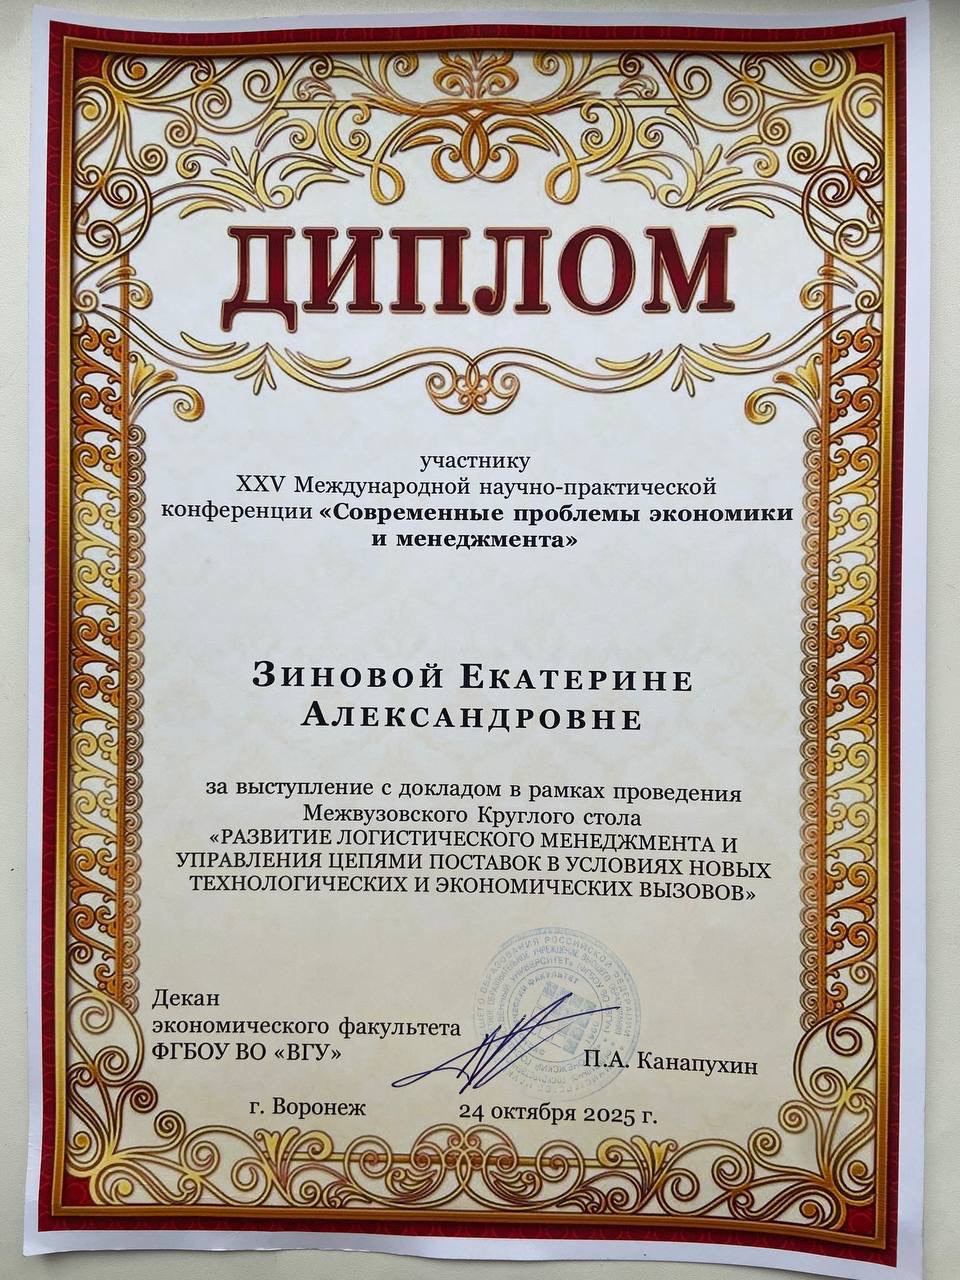 ДИПЛОМ
участнику
XXV Международной научно-практической
конференции «Современные проблемы экономики
и менеджмента»
Зиновой Екатерине
Александровне
за выступление с докладом в рамках проведения
Межвузовского Круглого стола
«РАЗВИТИЕ ЛОГИСТИЧЕСКОГО МЕНЕДЖМЕНТА И
УПРАВЛЕНИЯ ЦЕПЯМИ ПОСТАВОК В УСЛОВИЯХ НОВЫХ
ТЕХНОЛОГИЧЕСКИХ И ЭКОНОМИЧЕСКИХ ВЫЗОВОВ»
Декан
экономического факультета
ФГБОУ ВО «ВГУ»
П.А. Канапухин
г. Воронеж 24 октября 2025 г.